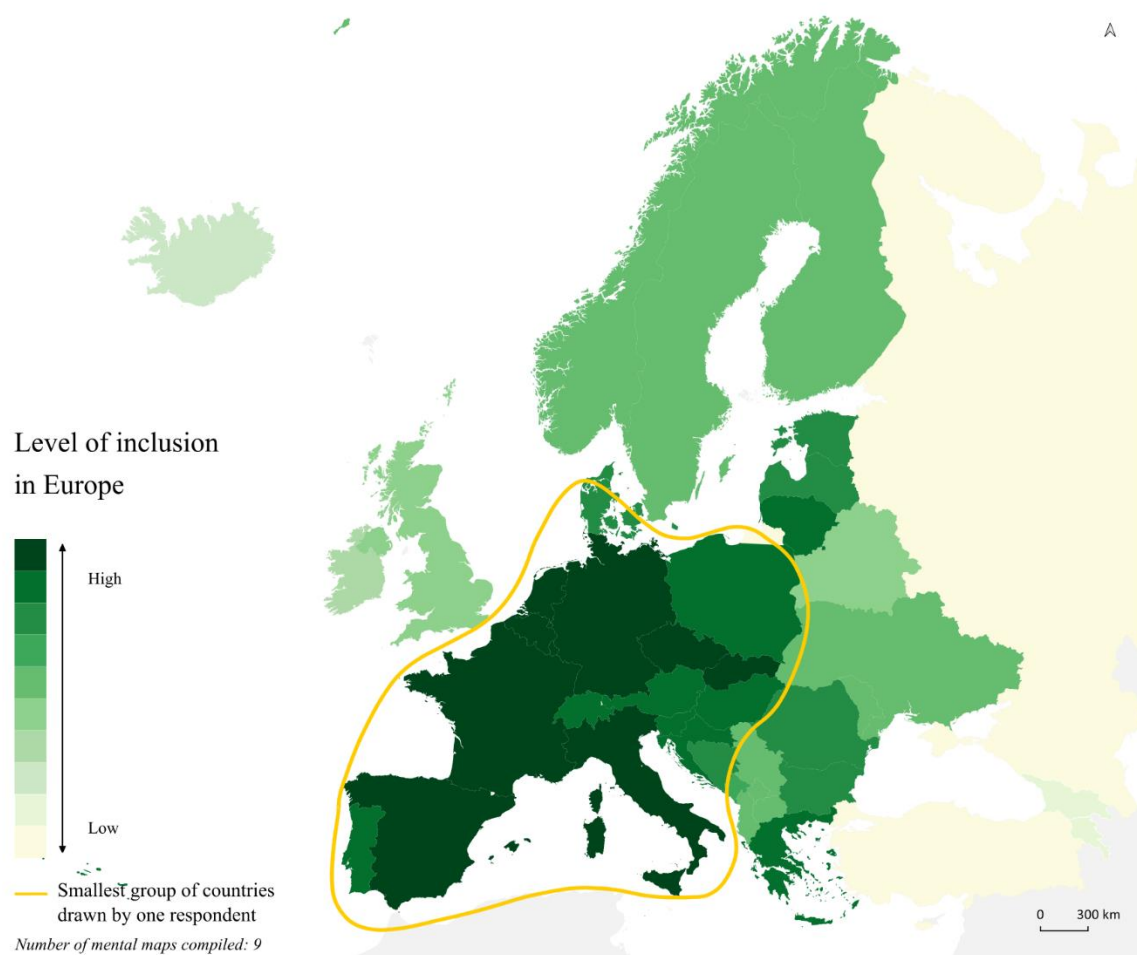 Level of inclusion
in Europe
High
Low
Smallest group of countries
drawn by one respondent
Number of mental maps compiled: 9
0 300 km